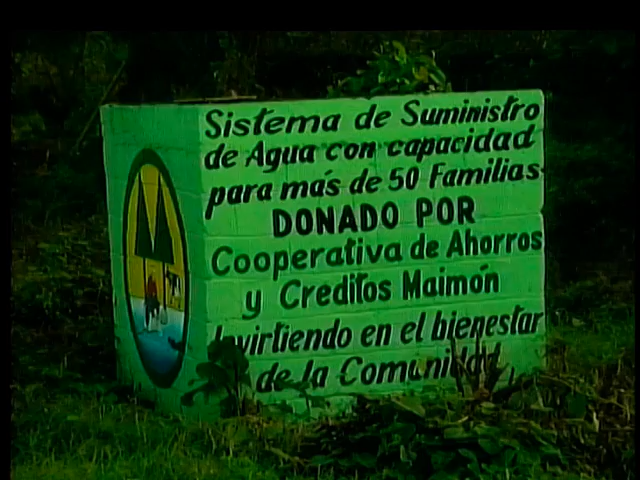 Sistema de Suministro
de Agua con capacidad
para más de 50 Familias
DONADO POR
Cooperativa de Ahorros
y Creditos Maimón
Invirtiendo en el bienestar
de la Comunidad